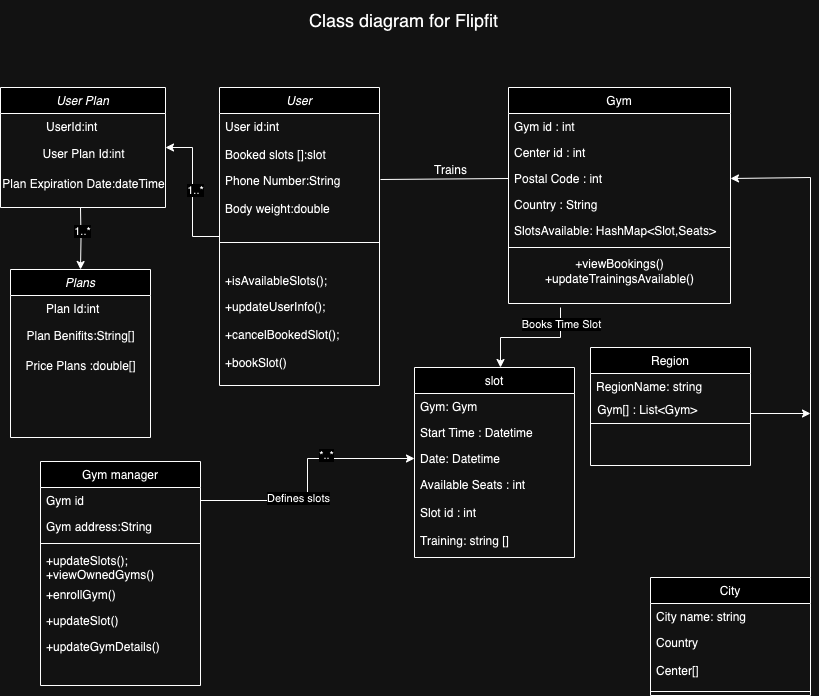 Class diagram for Flipfit
User Plan
UserId:int
User Plan Id:int
Plan Expiration Date:dateTime
1..*
Plans
Plan Id:int
Plan Benifits:String[]
Price Plans :double[]
User
User id:int
Booked slots []:slot
Phone Number:String
Body weight:double
+isAvailableSlots();
+updateUserInfo();
+cancelBookedSlot();
+bookSlot()
1..*
Trains
Gym
Gym id : int
Center id : int
Postal Code : int
Country : String
SlotsAvailable: HashMap<Slot,Seats>
+viewBookings()
+updateTrainingsAvailable()
Books Time Slot
slot
Gym: Gym
Start Time : Datetime
Date: Datetime
Available Seats : int
Slot id : int
Training: string []
Region
RegionName: string
Gym[] : List<Gym>
Gym manager
Gym id
Gym address:String
+updateSlots();
+viewOwnedGyms()
+enrollGym()
+updateSlot()
+updateGymDetails()
*..*
Defines slots
City
City name: string
Country
Center[]